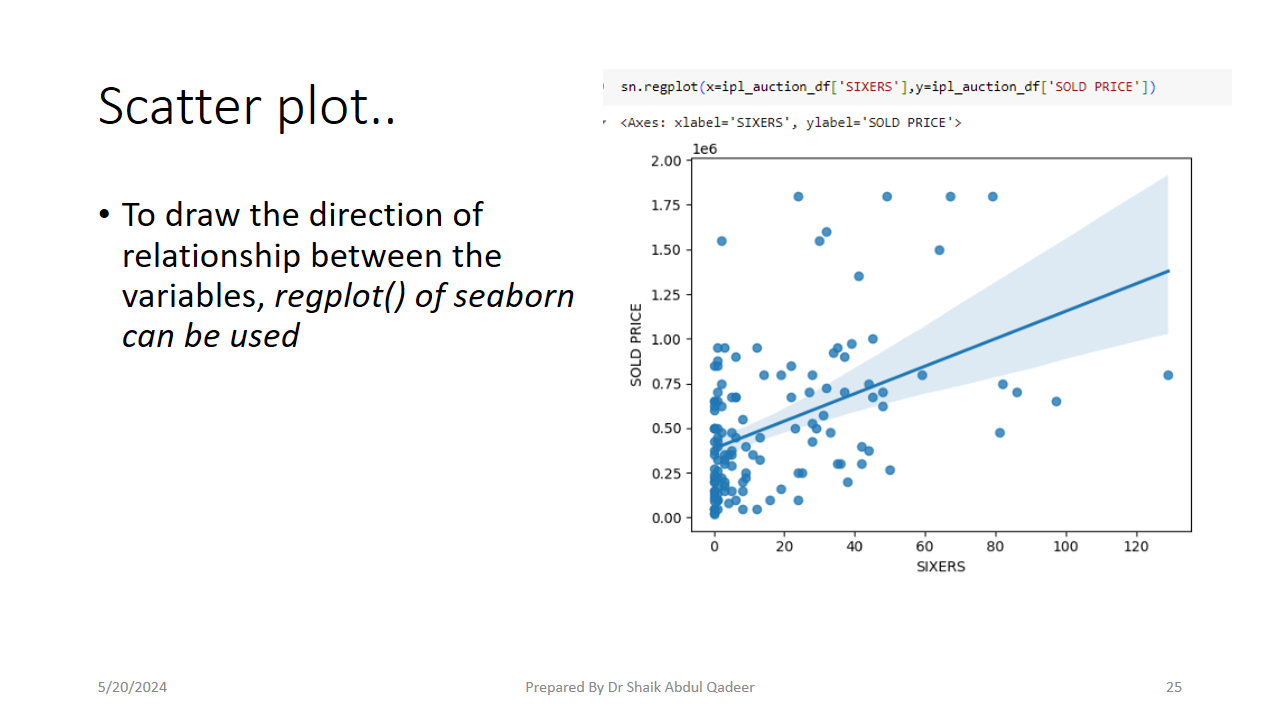 Scatter plot..
• To draw the direction of
relationship between the
variables, regplot() of seaborn
can be used
sn.regplot(x=ipl_auction_df['SIXERS'],y=ipl_auction_df['SOLD PRICE'])
<Axes: xlabel='SIXERS', ylabel='SOLD PRICE'>
1e6
2.00
1.75
1.50
1.25
1.00
0.75
0.50
0.25
0.00
SOLD PRICE
0 20 40 60 80 100 120
SIXERS
5/20/2024
Prepared By Dr Shaik Abdul Qadeer
25